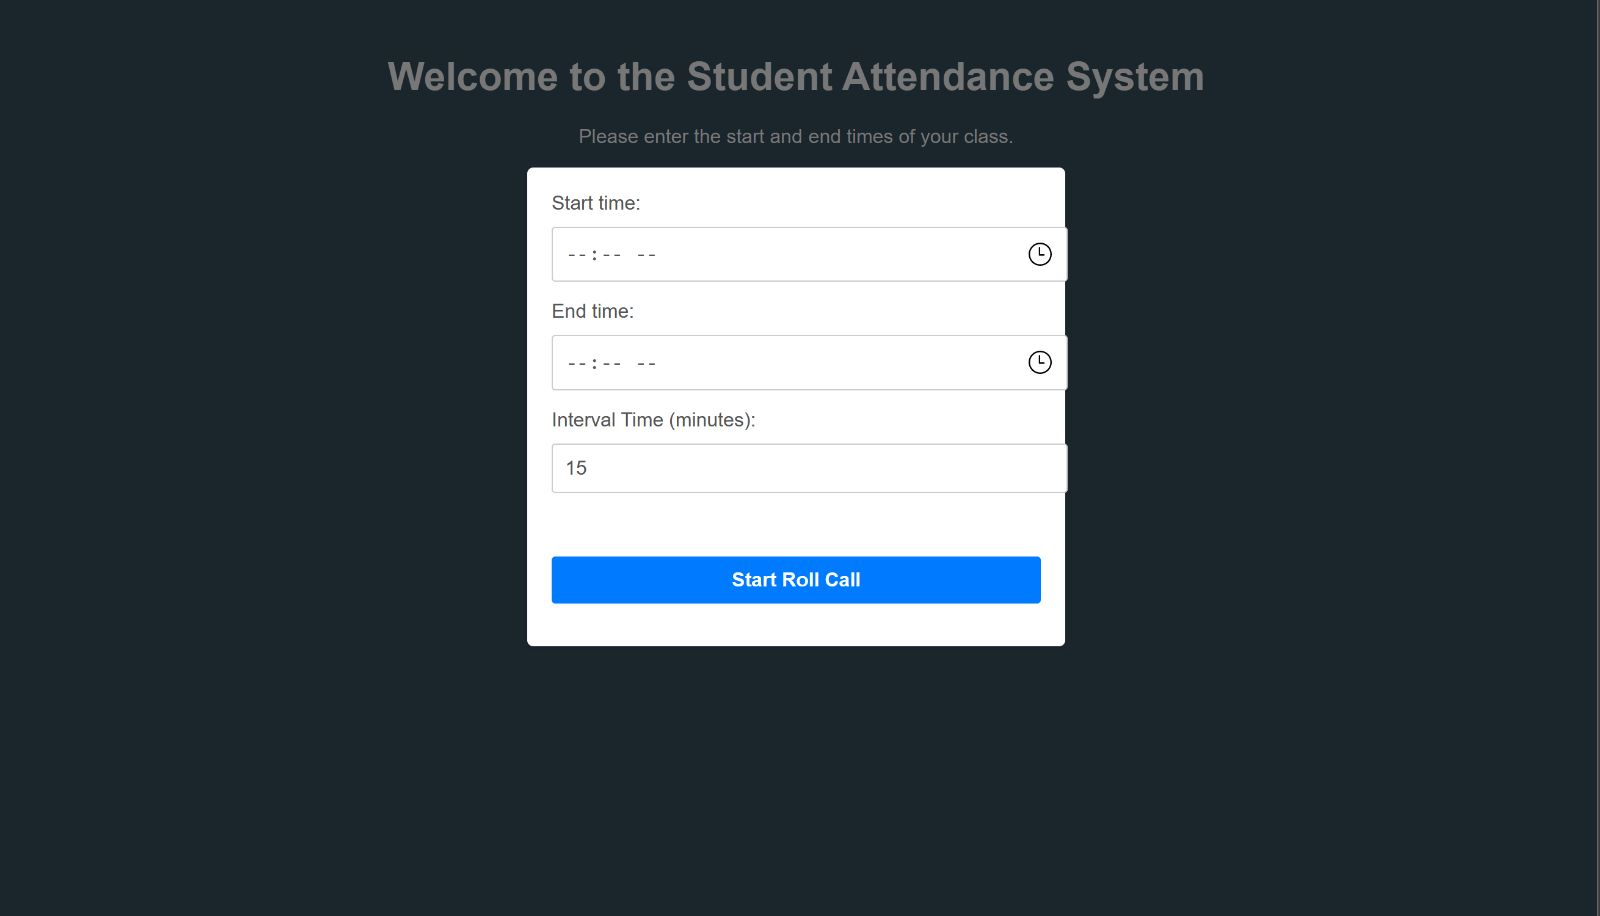 Welcome to the Student Attendance System
Please enter the start and end times of your class.
Start time:
--:-- --
End time:
--:-- --
Interval Time (minutes):
15
Start Roll Call